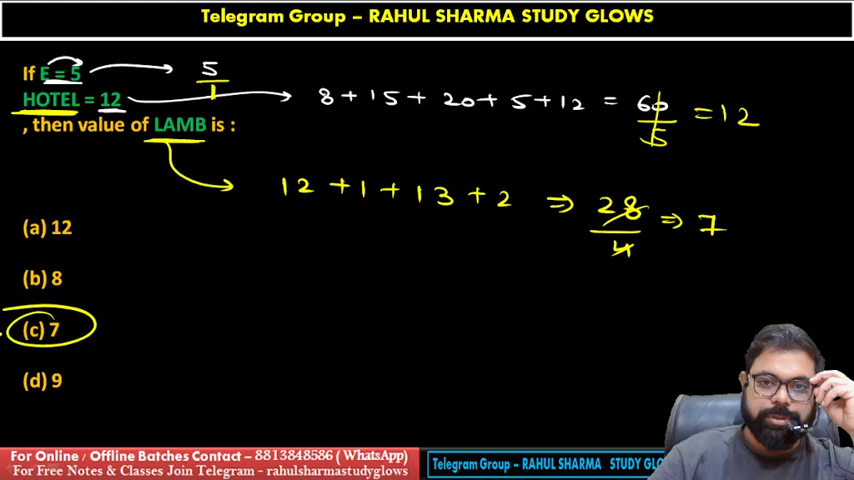 Telegram Group – RAHUL SHARMA STUDY GLOWS
If E = 5
5
1
HOTEL = 12
8 + 15 + 20 + 5 + 12 = 60
5
= 12
, then value of LAMB is :
12 + 1 + 13 + 2 ⇒ 28
4
⇒ 7
(a) 12
(b) 8
(c) 7
(d) 9
For Online / Offline Batches Contact – 8813848586 ( WhatsApp)
For Free Notes & Classes Join Telegram - rahulsharmastudyglows
Telegram Group – RAHUL SHARMA STUDY GLO